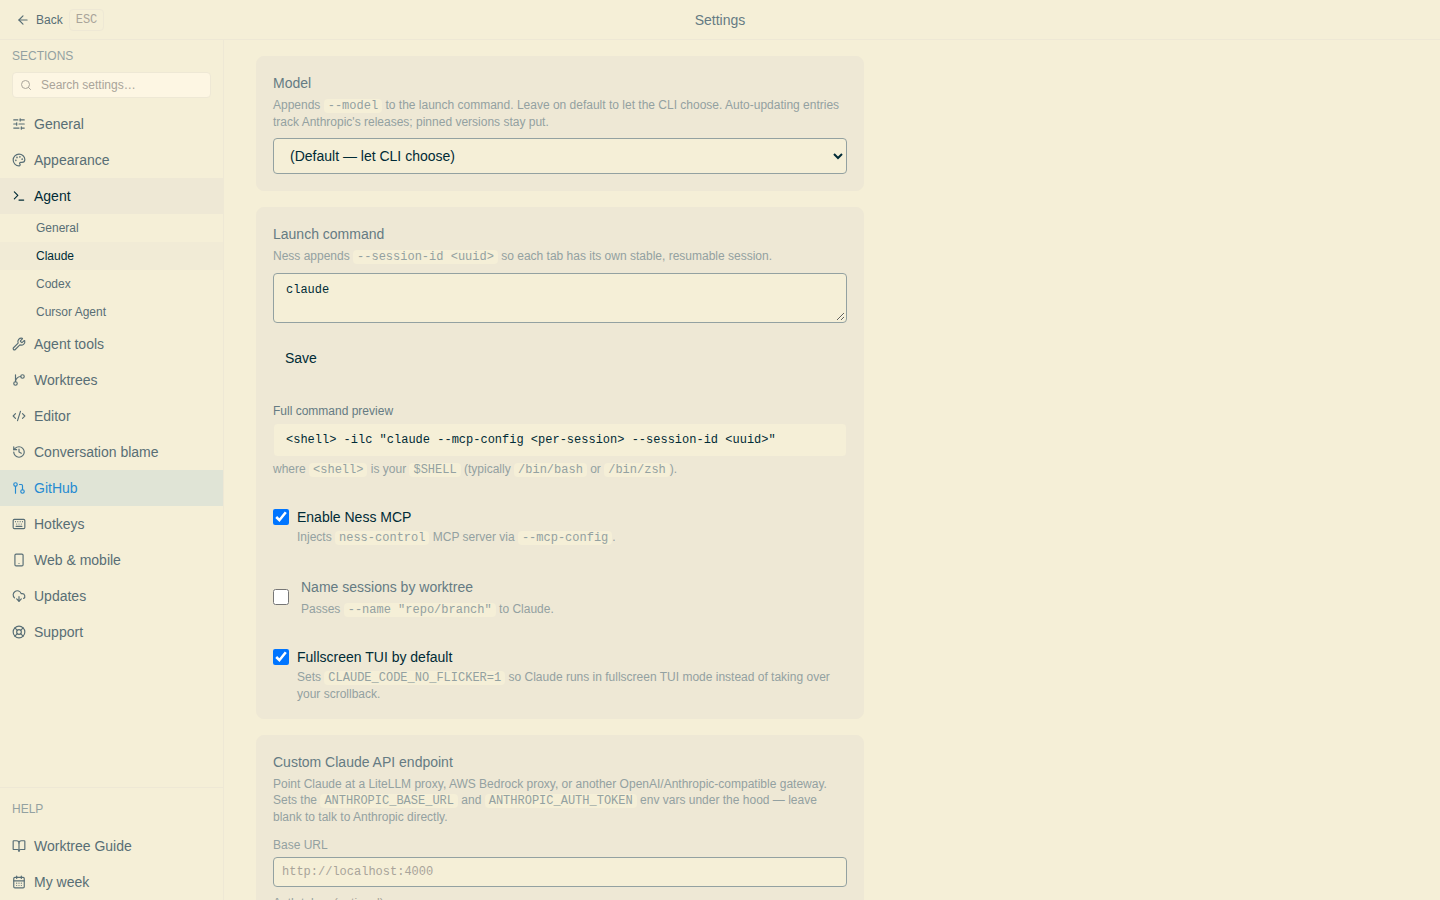 Back ESC
Settings
SECTIONS
Search settings…
General
Appearance
Agent
General
Claude
Codex
Cursor Agent
Agent tools
Worktrees
Editor
Conversation blame
GitHub
Hotkeys
Web & mobile
Updates
Support
HELP
Worktree Guide
My week
Model
Appends --model to the launch command. Leave on default to let the CLI choose. Auto-updating entries
track Anthropic's releases; pinned versions stay put.
(Default — let CLI choose)
Launch command
Ness appends --session-id <uuid> so each tab has its own stable, resumable session.
claude
Save
Full command preview
<shell> -ilc "claude --mcp-config <per-session> --session-id <uuid>"
where <shell> is your $SHELL (typically /bin/bash or /bin/zsh ).
Enable Ness MCP
Injects ness-control MCP server via --mcp-config .
Name sessions by worktree
Passes --name "repo/branch" to Claude.
Fullscreen TUI by default
Sets CLAUDE_CODE_NO_FLICKER=1 so Claude runs in fullscreen TUI mode instead of taking over
your scrollback.
Custom Claude API endpoint
Point Claude at a LiteLLM proxy, AWS Bedrock proxy, or another OpenAI/Anthropic-compatible gateway.
Sets the ANTHROPIC_BASE_URL and ANTHROPIC_AUTH_TOKEN env vars under the hood — leave
blank to talk to Anthropic directly.
Base URL
http://localhost:4000